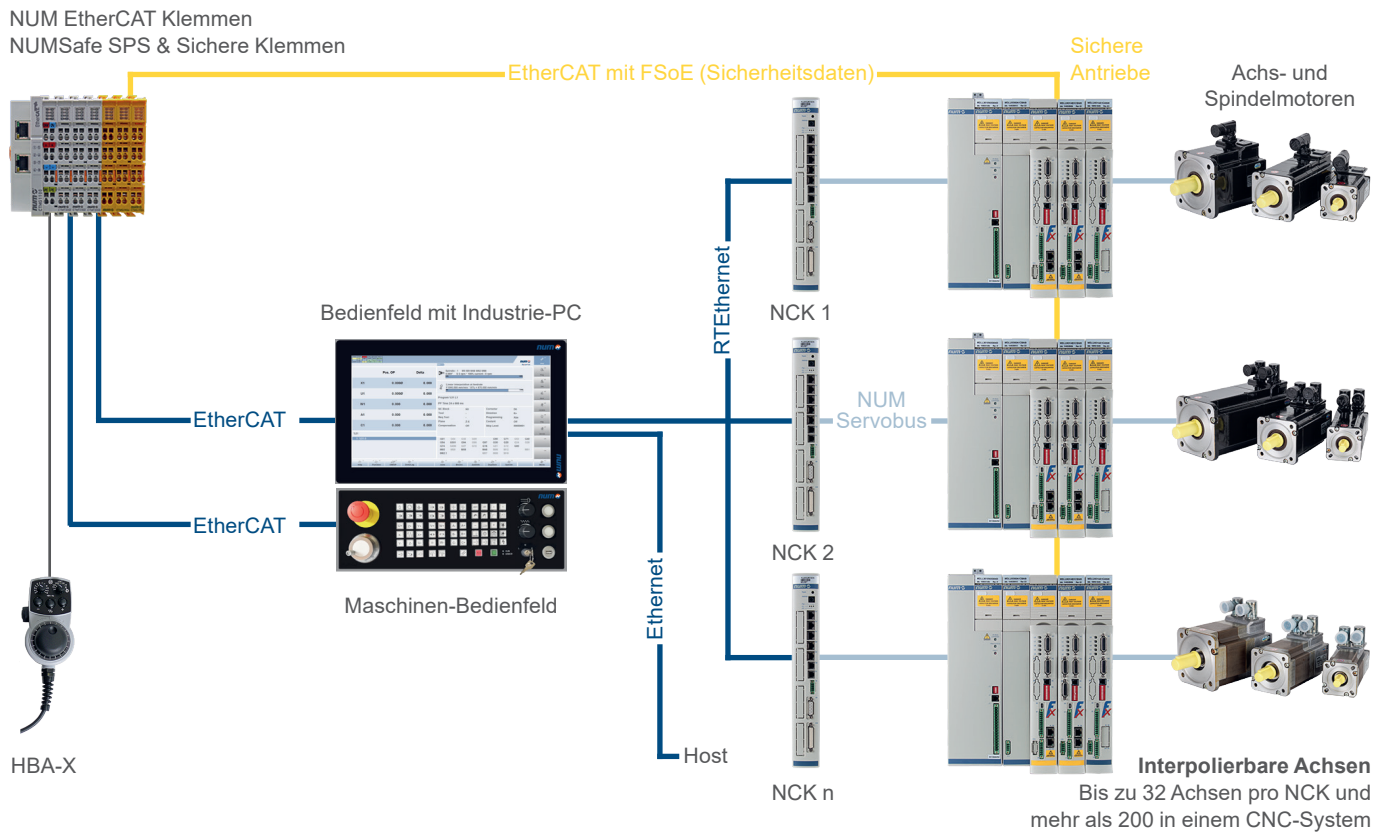 NUM EtherCAT Klemmen
NUMSafe SPS & Sichere Klemmen
EtherCAT mit FSoE (Sicherheitsdaten)
Sichere
Antriebe
Achs- und
Spindelmotoren
Bedienfeld mit Industrie-PC
num
EtherCAT
EtherCAT
num
Maschinen-Bedienfeld
HBA-X
RTEthernet
Ethernet
Host
NCK 1
NUM
Servobus
NCK 2
NCK n
Interpolierbare Achsen
Bis zu 32 Achsen pro NCK und
mehr als 200 in einem CNC-System